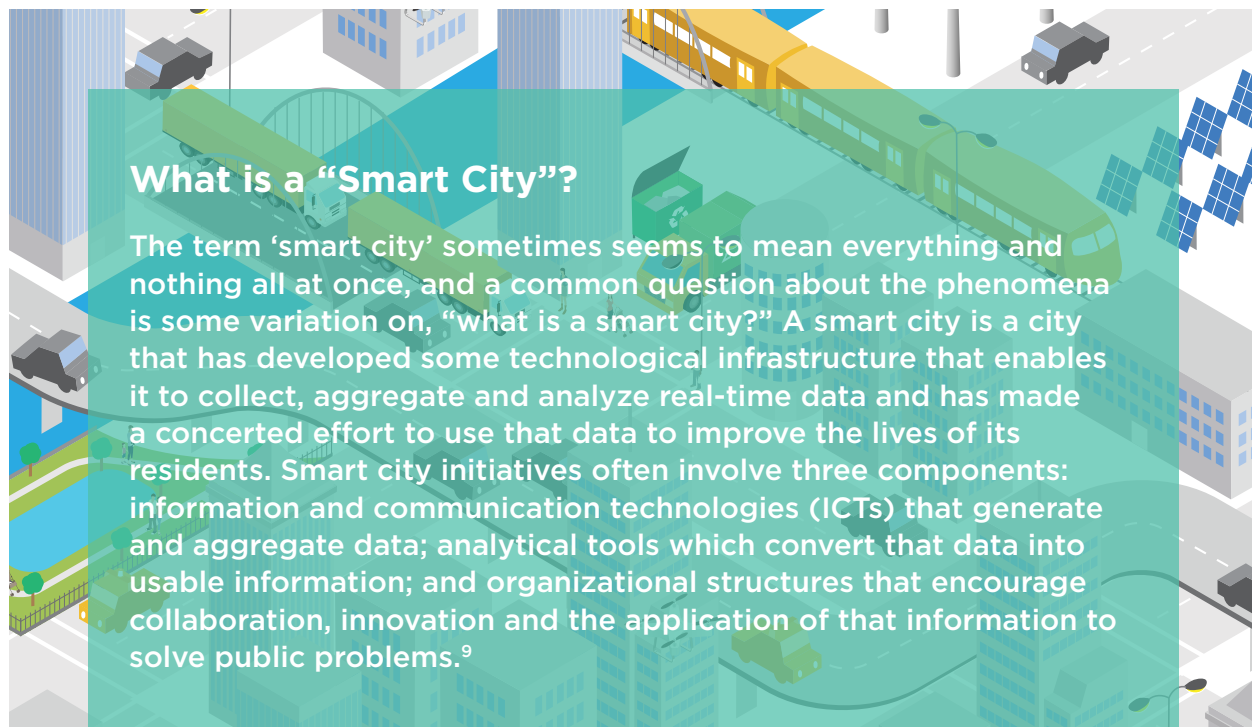 What is a “Smart City”?
The term ‘smart city’ sometimes seems to mean everything and
nothing all at once, and a common question about the phenomena
is some variation on, “what is a smart city?” A smart city is a city
that has developed some technological infrastructure that enables
it to collect, aggregate and analyze real-time data and has made
a concerted effort to use that data to improve the lives of its
residents. Smart city initiatives often involve three components:
information and communication technologies (ICTs) that generate
and aggregate data; analytical tools which convert that data into
usable information; and organizational structures that encourage
collaboration, innovation and the application of that information to
solve public problems.⁹